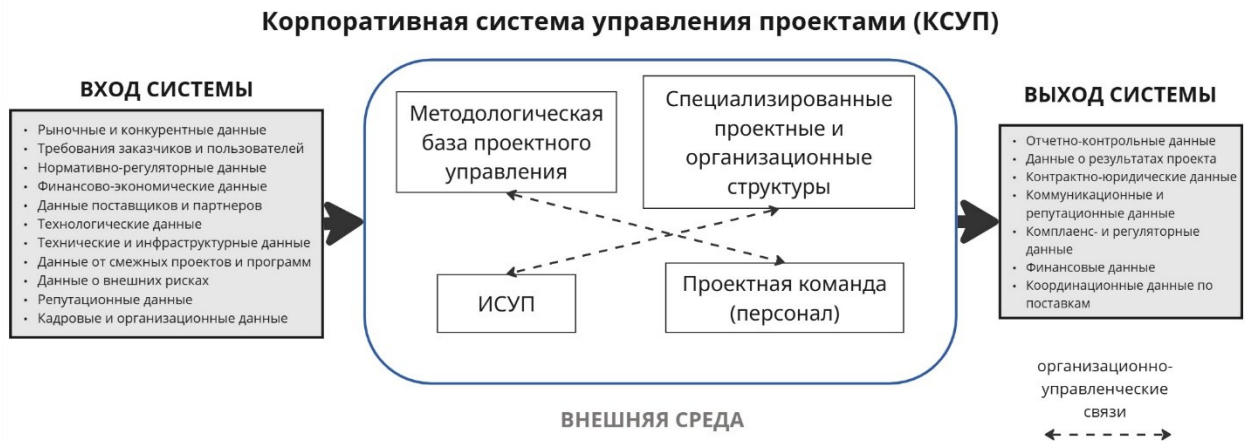 Корпоративная система управления проектами (КСУП)
ВХОД СИСТЕМЫ
• Рыночные и конкурентные данные
• Требования заказчиков и пользователей
• Нормативно-регуляторные данные
• Финансово-экономические данные
• Данные поставщиков и партнеров
• Технологические данные
• Технические и инфраструктурные данные
• Данные от смежных проектов и программ
• Данные о внешних рисках
• Репутационные данные
• Кадровые и организационные данные
Методологическая
база проектного
управления
Специализированные
проектные и
организационные
структуры
ИСУП
Проектная команда
(персонал)
ВЫХОД СИСТЕМЫ
• Отчетно-контрольные данные
• Данные о результатах проекта
• Контрактно-юридические данные
• Коммуникационные и
репутационные данные
• Комплаенс- и регуляторные
данные
• Финансовые данные
• Координационные данные по
поставкам
организационно-
управленческие
связи
ВНЕШНЯЯ СРЕДА